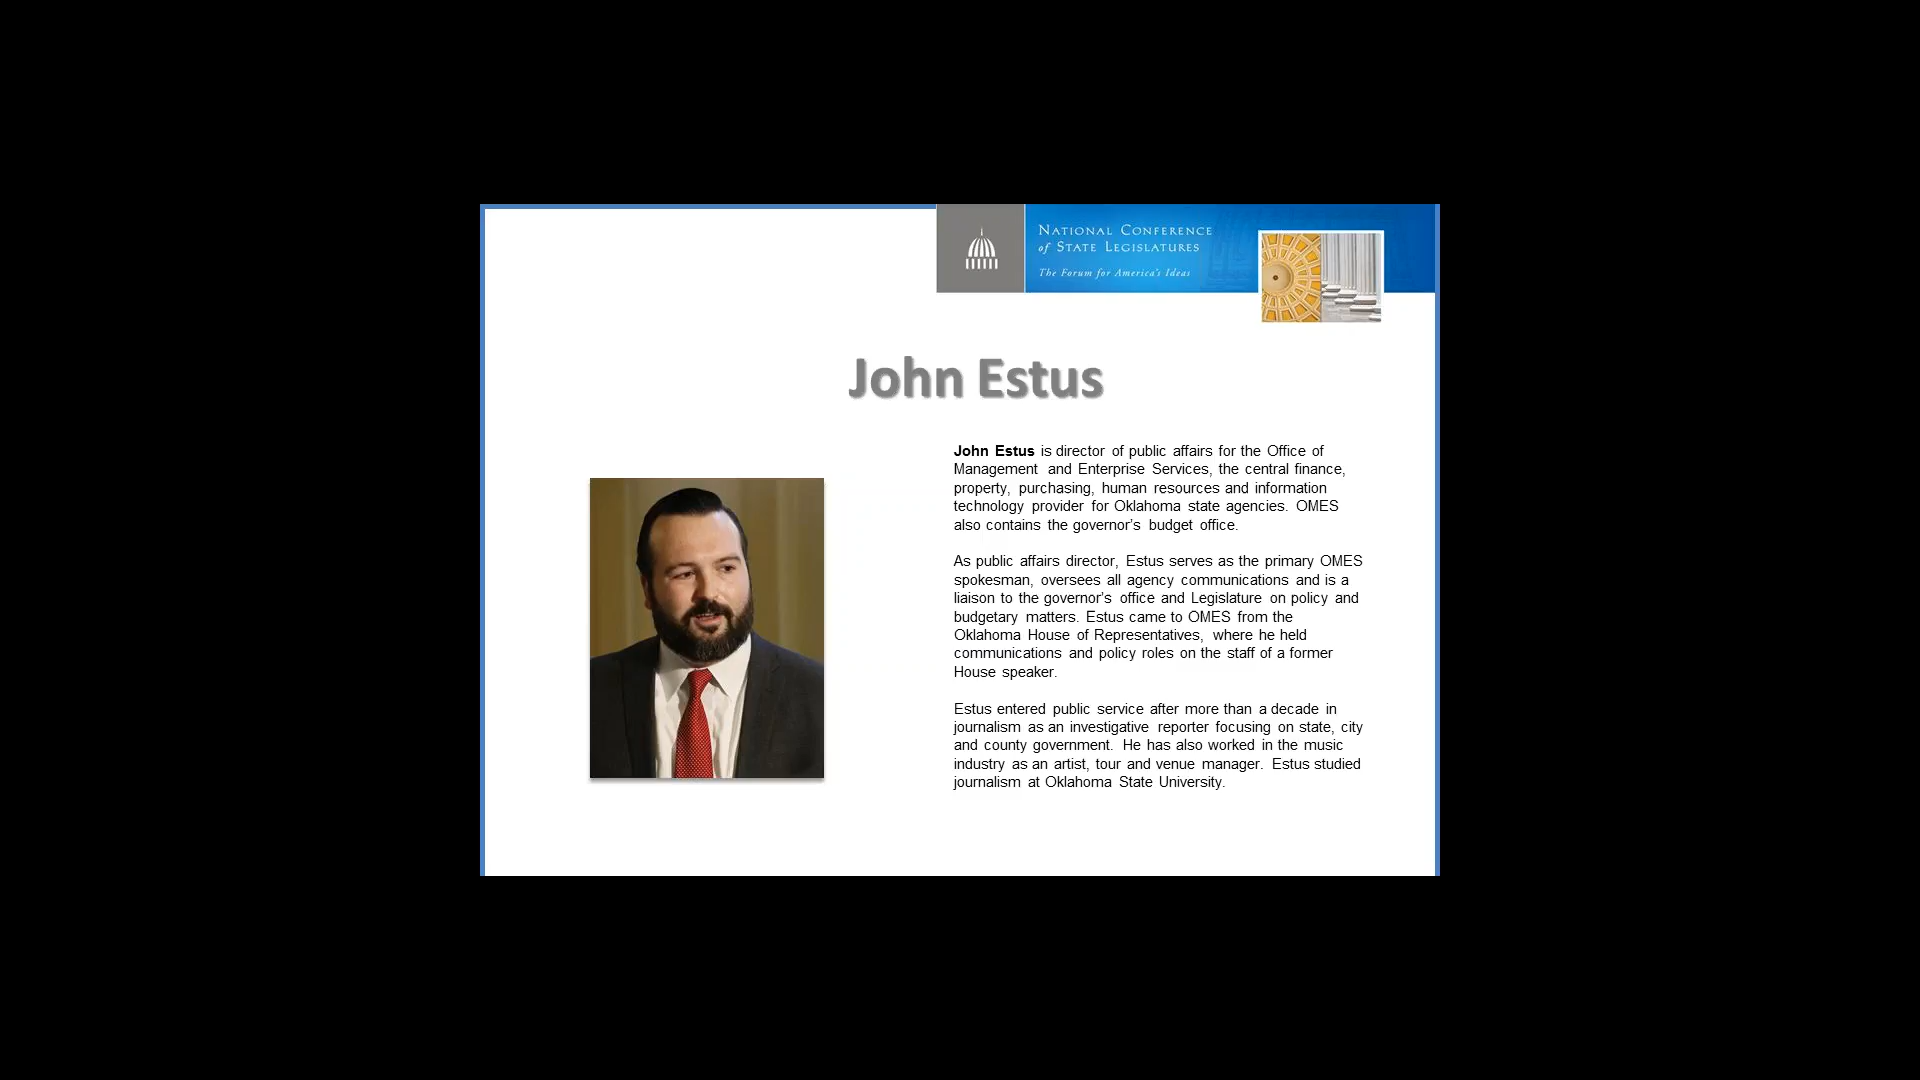 NATIONAL CONFERENCE
of STATE LEGISLATURES
The Forum for America's Ideas
John Estus
John Estus is director of public affairs for the Office of
Management and Enterprise Services, the central finance,
property, purchasing, human resources and information
technology provider for Oklahoma state agencies. OMES
also contains the governor's budget office.
As public affairs director, Estus serves as the primary OMES
spokesman, oversees all agency communications and is a
liaison to the governor's office and Legislature on policy and
budgetary matters. Estus came to OMES from the
Oklahoma House of Representatives, where he held
communications and policy roles on the staff of a former
House speaker.
Estus entered public service after more than a decade in
journalism as an investigative reporter focusing on state, city
and county government. He has also worked in the music
industry as an artist, tour and venue manager. Estus studied
journalism at Oklahoma State University.